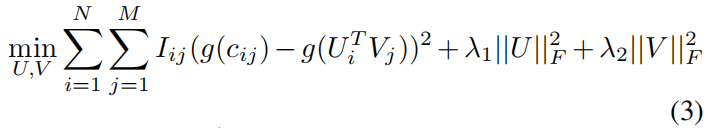 \min_{U,V} \sum_{i=1}^{N} \sum_{j=1}^{M} I_{ij}(g(c_{ij}) - g(U_i^T V_j))^2 + \lambda_1 ||U||_F^2 + \lambda_2 ||V||_F^2
(3)